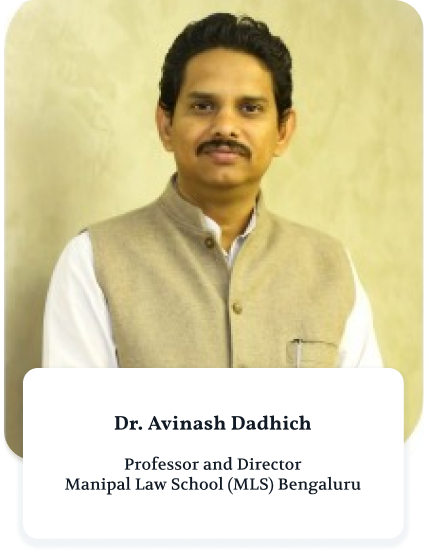 Dr. Avinash Dadhich
Professor and Director
Manipal Law School (MLS) Bengaluru